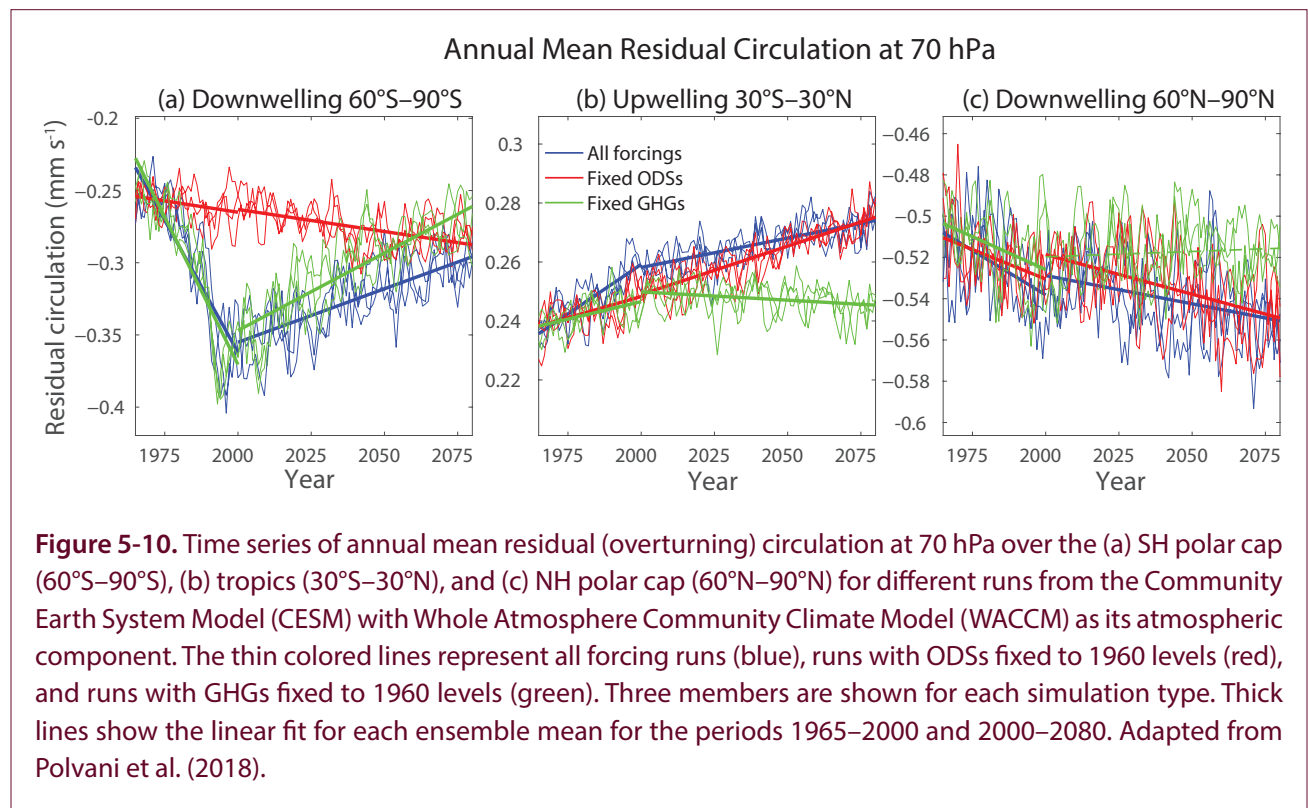 Annual Mean Residual Circulation at 70 hPa
(a) Downwelling 60°S–90°S
(b) Upwelling 30°S–30°N
(c) Downwelling 60°N–90°N
Residual circulation (mm s⁻¹)
-0.2
-0.25
-0.3
−0.35
−0.4
1975
2000
2025
2050
2075
Year
All forcings
Fixed ODSs
Fixed GHGs
0.3
0.28
0.26
0.24
0.22
1975
2000
2025
2050
2075
Year
−0.46
−0.48
−0.5
−0.52
−0.54
−0.56
−0.58
-0.6
1975
2000
2025
2050
2075
Year
Figure 5-10. Time series of annual mean residual (overturning) circulation at 70 hPa over the (a) SH polar cap
(60°S–90°S), (b) tropics (30°S–30°N), and (c) NH polar cap (60°N–90°N) for different runs from the Community
Earth System Model (CESM) with Whole Atmosphere Community Climate Model (WACCM) as its atmospheric
component. The thin colored lines represent all forcing runs (blue), runs with ODSs fixed to 1960 levels (red),
and runs with GHGs fixed to 1960 levels (green). Three members are shown for each simulation type. Thick
lines show the linear fit for each ensemble mean for the periods 1965–2000 and 2000–2080. Adapted from
Polvani et al. (2018).